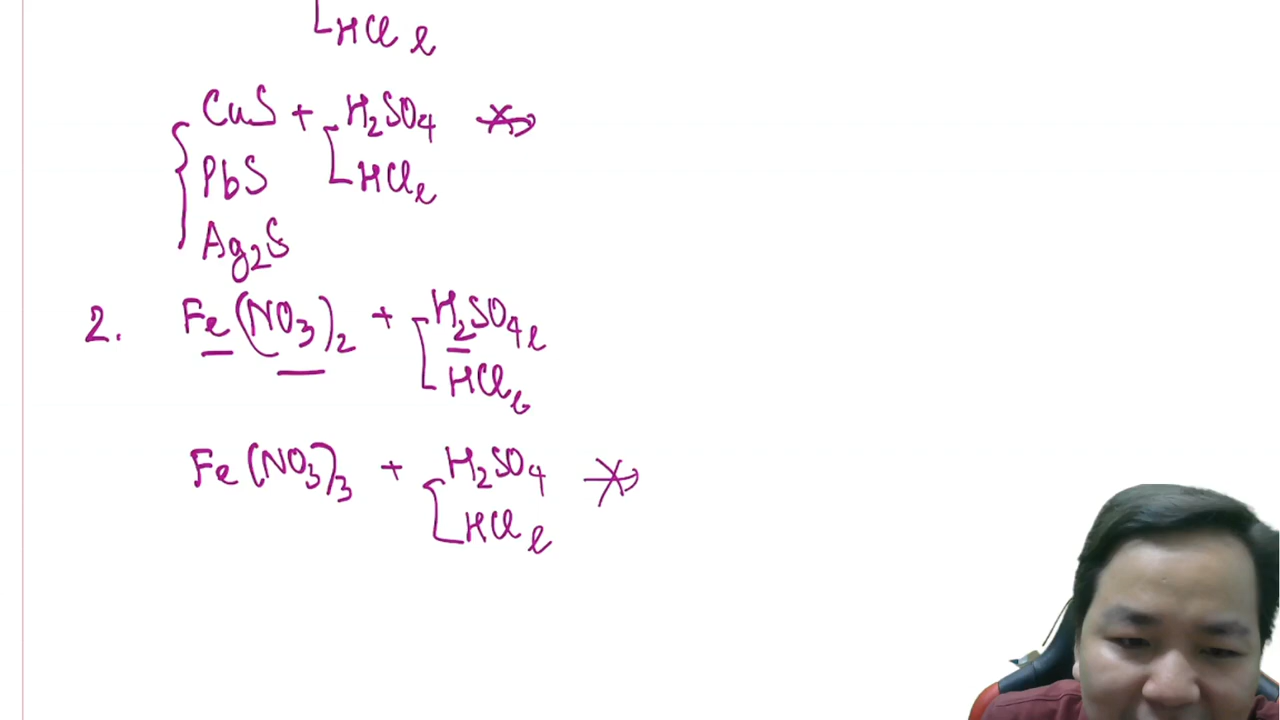 HCl l
CuS + H2SO4
PbS HCl l
Ag2S
2. Fe(NO3)2 + H2SO4 l
HCl l
Fe(NO3)3 + H2SO4
HCl l